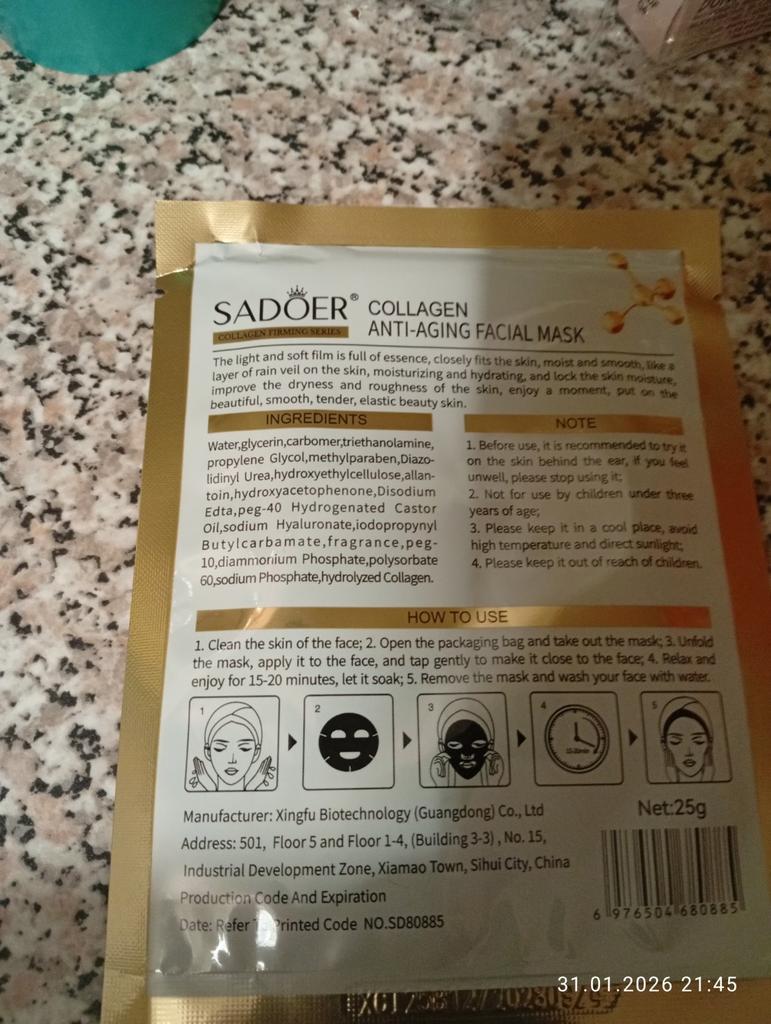 SADOER®
COLLAGEN FIRMING SERIES
COLLAGEN
ANTI-AGING FACIAL MASK
The light and soft film is full of essence, closely fits the skin, moist and smooth, like a
layer of rain veil on the skin, moisturizing and hydrating, and lock the skin moisture,
improve the dryness and roughness of the skin, enjoy a moment, put on the
beautiful, smooth, tender, elastic beauty skin.
INGREDIENTS
Water,glycerin,carbomer,triethanolamine,
propylene Glycol,methylparaben,Diazo-
lidinyl Urea,hydroxyethylcellulose,allan-
toin,hydroxyacetophenone,Disodium
Edta,peg-40 Hydrogenated Castor
Oil,sodium Hyaluronate,iodopropynyl
Butylcarbamate,fragrance,peg-
10,diammonium Phosphate,polysorbate
60,sodium Phosphate,hydrolyzed Collagen.
NOTE
1. Before use, it is recommended to try it
on the skin behind the ear, if you feel
unwell, please stop using it;
2. Not for use by children under three
years of age;
3. Please keep it in a cool place, avoid
high temperature and direct sunlight;
4. Please keep it out of reach of children.
HOW TO USE
1. Clean the skin of the face; 2. Open the packaging bag and take out the mask; 3. Unfold
the mask, apply it to the face, and tap gently to make it close to the face; 4. Relax and
enjoy for 15-20 minutes, let it soak; 5. Remove the mask and wash your face with water.
1 2 3 4 5
15-20min
Manufacturer: Xingfu Biotechnology (Guangdong) Co., Ltd
Address: 501, Floor 5 and Floor 1-4, (Building 3-3) , No. 15,
Industrial Development Zone, Xiamao Town, Sihui City, China
Production Code And Expiration
Date: Refer To Printed Code NO.SD80885
Net:25g
6 976504 680885
31.01.2026 21:45